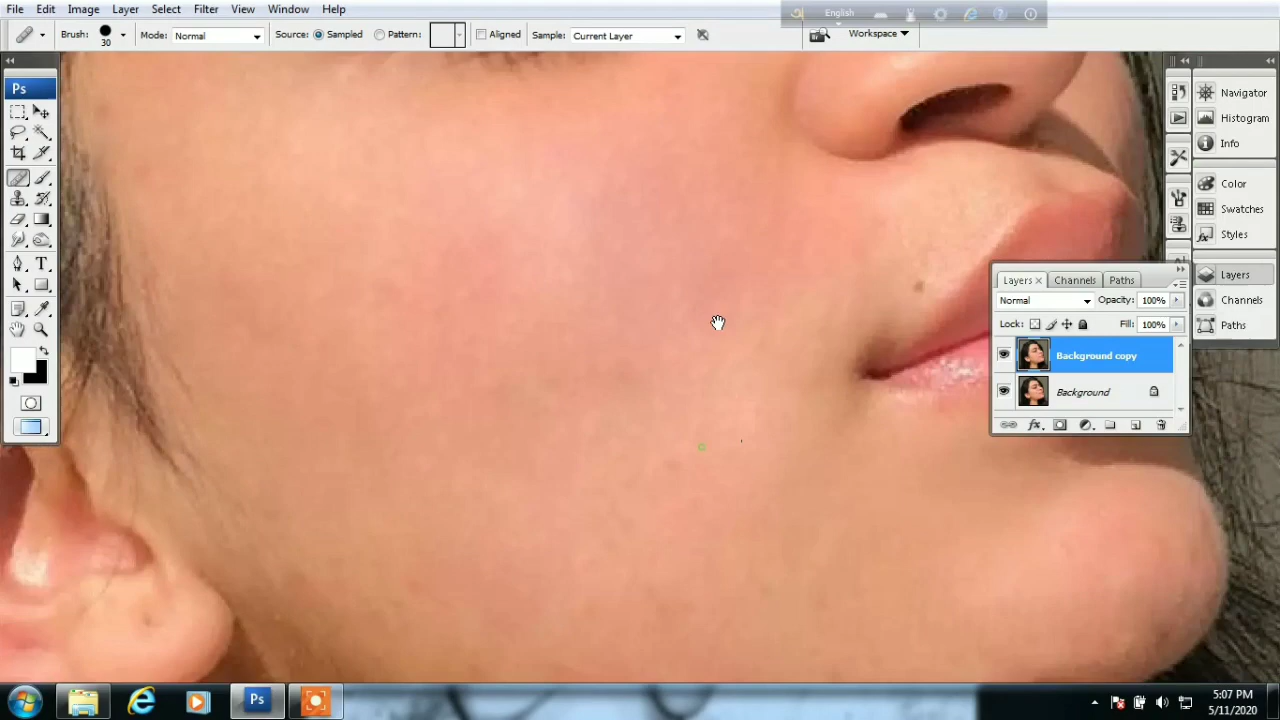 File Edit Image Layer Select Filter View Window Help
English
Brush: 30 Mode: Normal Source: Sampled Pattern: Aligned Sample: Current Layer Workspace
Ps
Navigator
Histogram
Info
Color
Swatches
Styles
Layers
Channels
Paths
Layers Channels Paths
Normal Opacity: 100%
Lock: Fill: 100%
Background copy
Background
Ps
5:07 PM
5/11/2020